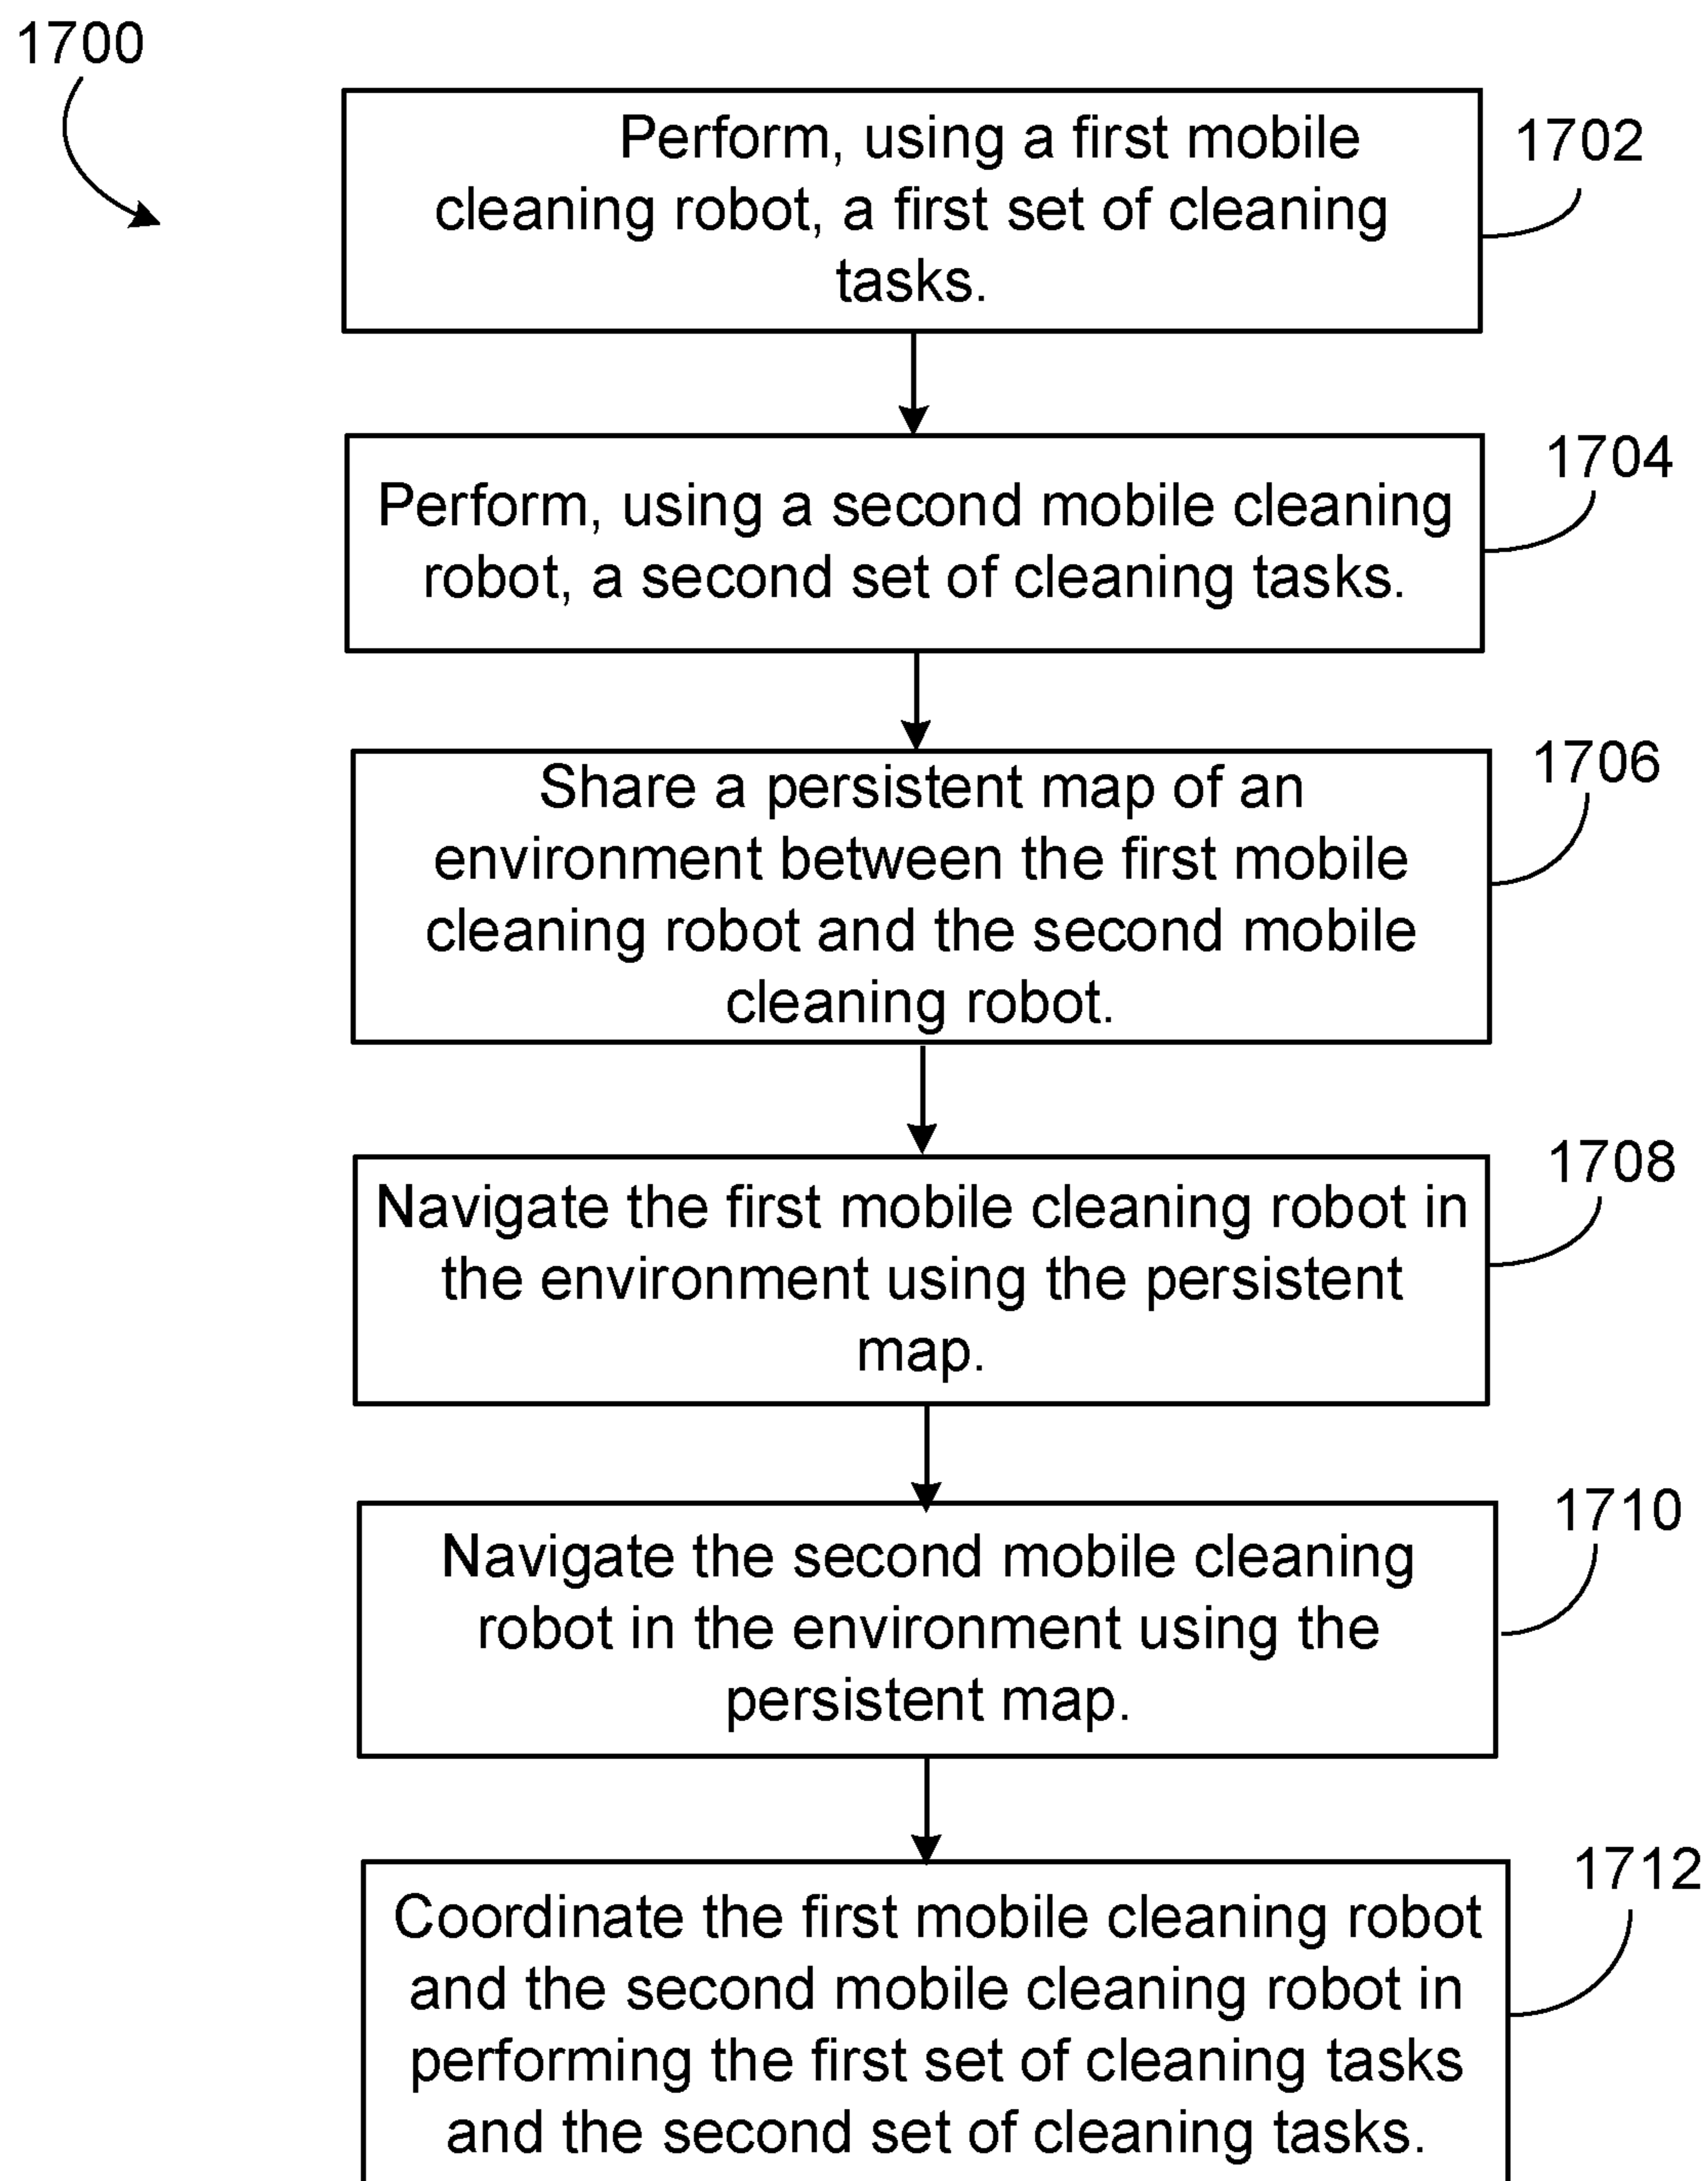 1700
Perform, using a first mobile
cleaning robot, a first set of cleaning
tasks.
1702
Perform, using a second mobile cleaning
robot, a second set of cleaning tasks.
1704
Share a persistent map of an
environment between the first mobile
cleaning robot and the second mobile
cleaning robot.
1706
Navigate the first mobile cleaning robot in
the environment using the persistent
map.
1708
Navigate the second mobile cleaning
robot in the environment using the
persistent map.
1710
Coordinate the first mobile cleaning robot
and the second mobile cleaning robot in
performing the first set of cleaning tasks
and the second set of cleaning tasks.
1712